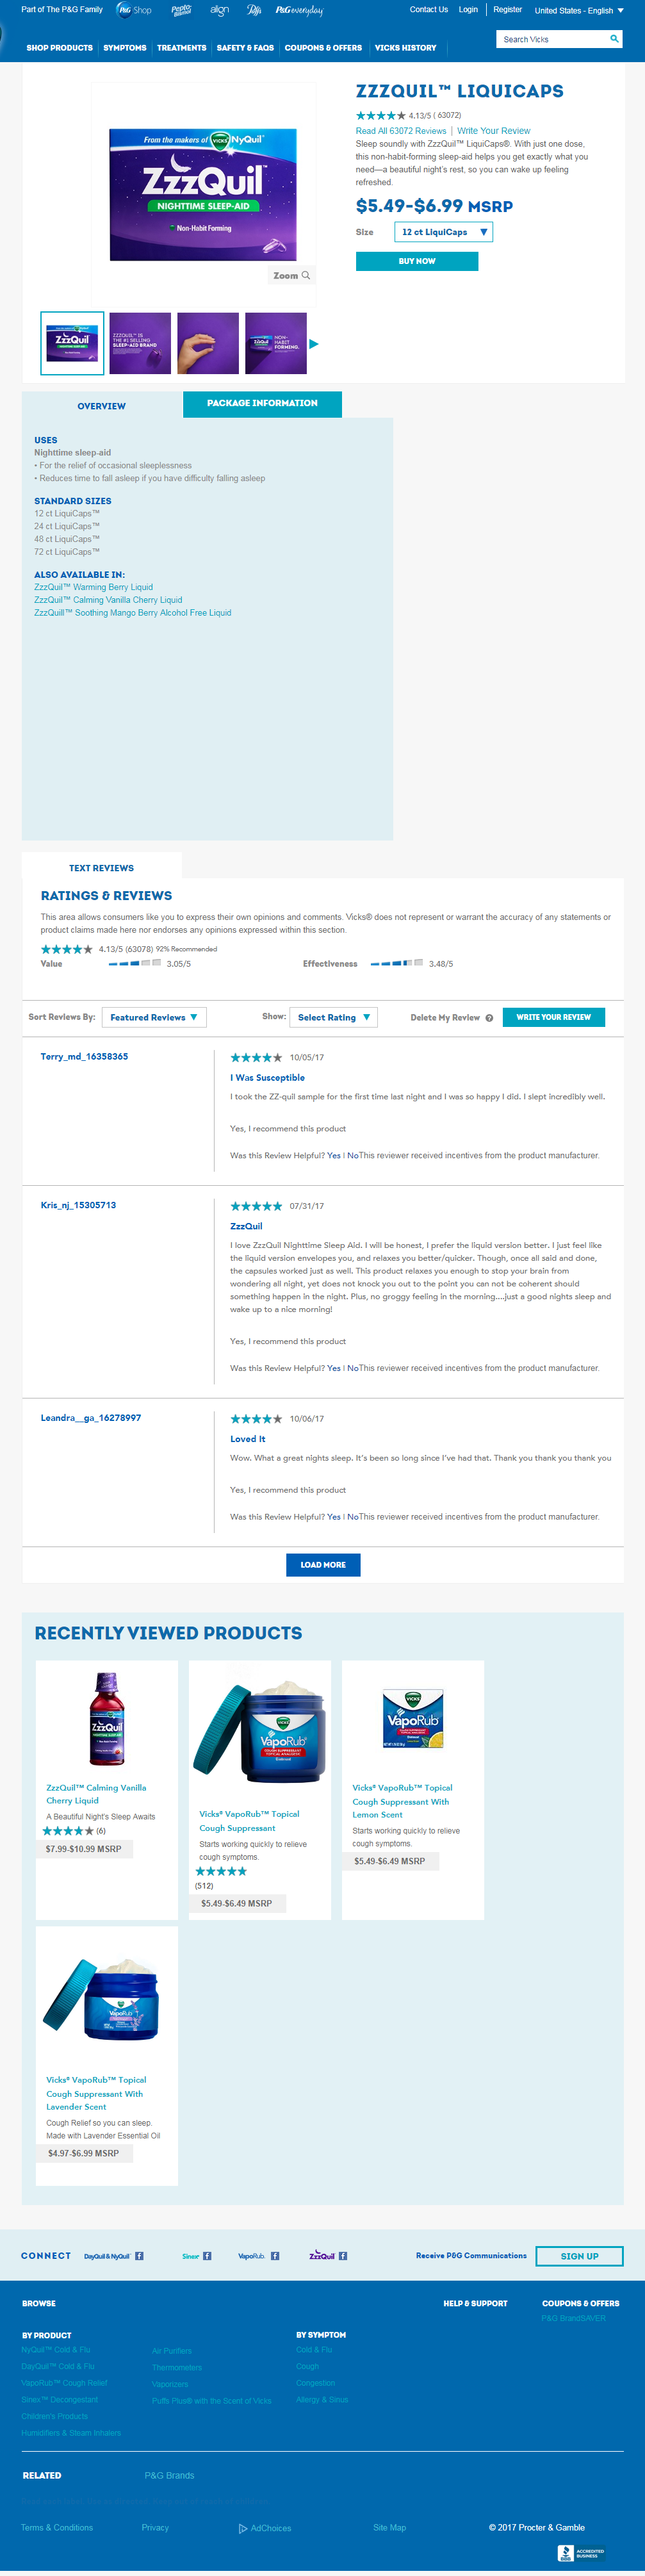 Part of The P&G Family P&G Shop Pepto Bismol align Puffs P&G everyday Contact Us Login Register United States - English
SHOP PRODUCTS SYMPTOMS TREATMENTS SAFETY & FAQS COUPONS & OFFERS VICKS HISTORY
Search Vicks
ZZZQUIL™ LIQUICAPS
4.13/5 ( 63072)
Read All 63072 Reviews | Write Your Review
Sleep soundly with ZzzQuil™ LiquiCaps®. With just one dose,
this non-habit-forming sleep-aid helps you get exactly what you
need—a beautiful night's rest, so you can wake up feeling
refreshed.
$5.49-$6.99 MSRP
Size 12 ct LiquiCaps
BUY NOW
From the makers of VICKS NyQuil
ZzzQuil™
NIGHTTIME SLEEP-AID
Non-Habit Forming
Zoom
ZzzQuil
ZZZQUIL™ IS
THE #1 SELLING
SLEEP-AID BRAND
ZzzQuil
NON-
HABIT
FORMING.
OVERVIEW PACKAGE INFORMATION
USES
Nighttime sleep-aid
• For the relief of occasional sleeplessness
• Reduces time to fall asleep if you have difficulty falling asleep
STANDARD SIZES
12 ct LiquiCaps™
24 ct LiquiCaps™
48 ct LiquiCaps™
72 ct LiquiCaps™
ALSO AVAILABLE IN:
ZzzQuil™ Warming Berry Liquid
ZzzQuil™ Calming Vanilla Cherry Liquid
ZzzQuill™ Soothing Mango Berry Alcohol Free Liquid
TEXT REVIEWS
RATINGS & REVIEWS
This area allows consumers like you to express their own opinions and comments. Vicks® does not represent or warrant the accuracy of any statements or
product claims made here nor endorses any opinions expressed within this section.
4.13/5 (63078) 92% Recommended
Value 3.05/5 Effectiveness 3.48/5
Sort Reviews By: Featured Reviews Show: Select Rating Delete My Review ? WRITE YOUR REVIEW
Terry_md_16358365
10/05/17
I Was Susceptible
I took the ZZ-quil sample for the first time last night and I was so happy I did. I slept incredibly well.
Yes, I recommend this product
Was this Review Helpful? Yes | NoThis reviewer received incentives from the product manufacturer.
Kris_nj_15305713
07/31/17
ZzzQuil
I love ZzzQuil Nighttime Sleep Aid. I will be honest, I prefer the liquid version better. I just feel like
the liquid version envelopes you, and relaxes you better/quicker. Though, once all said and done,
the capsules worked just as well. This product relaxes you enough to stop your brain from
wondering all night, yet does not knock you out to the point you can not be coherent should
something happen in the night. Plus, no groggy feeling in the morning....just a good nights sleep and
wake up to a nice morning!
Yes, I recommend this product
Was this Review Helpful? Yes | NoThis reviewer received incentives from the product manufacturer.
Leandra__ga_16278997
10/06/17
Loved It
Wow. What a great nights sleep. It's been so long since I've had that. Thank you thank you thank you
Yes, I recommend this product
Was this Review Helpful? Yes | NoThis reviewer received incentives from the product manufacturer.
LOAD MORE
RECENTLY VIEWED PRODUCTS
ZzzQuil
ZzzQuil™ Calming Vanilla
Cherry Liquid
A Beautiful Night's Sleep Awaits
(6)
$7.99-$10.99 MSRP
VICKS
VapoRub
Vicks® VapoRub™ Topical
Cough Suppressant
Starts working quickly to relieve
cough symptoms.
(512)
$5.49-$6.49 MSRP
VICKS
VapoRub
Vicks® VapoRub™ Topical
Cough Suppressant With
Lemon Scent
Starts working quickly to relieve
cough symptoms.
$5.49-$6.49 MSRP
VICKS
VapoRub
Vicks® VapoRub™ Topical
Cough Suppressant With
Lavender Scent
Cough Relief so you can sleep.
Made with Lavender Essential Oil
$4.97-$6.99 MSRP
CONNECT DayQuil & NyQuil f Sinex f VapoRub f ZzzQuil f Receive P&G Communications SIGN UP
BROWSE HELP & SUPPORT COUPONS & OFFERS
P&G BrandSAVER
BY PRODUCT BY SYMPTOM
NyQuil™ Cold & Flu Air Purifiers Cold & Flu
DayQuil™ Cold & Flu Thermometers Cough
VapoRub™ Cough Relief Vaporizers Congestion
Sinex™ Decongestant Puffs Plus® with the Scent of Vicks Allergy & Sinus
Children's Products
Humidifiers & Steam Inhalers
RELATED P&G Brands
Terms & Conditions Privacy AdChoices Site Map © 2017 Procter & Gamble
BBB ACCREDITED
BUSINESS